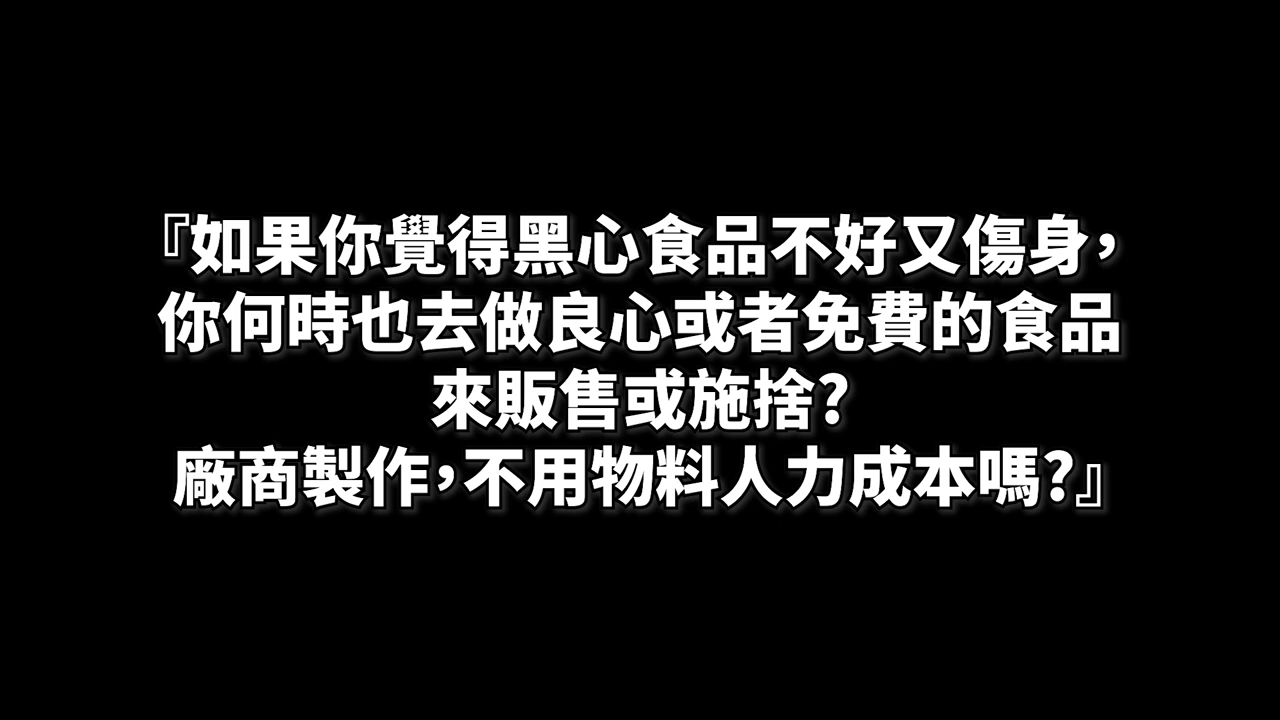 『如果你覺得黑心食品不好又傷身，
你何時也去做良心或者免費的食品
來販售或施捨？
廠商製作，不用物料人力成本嗎？』